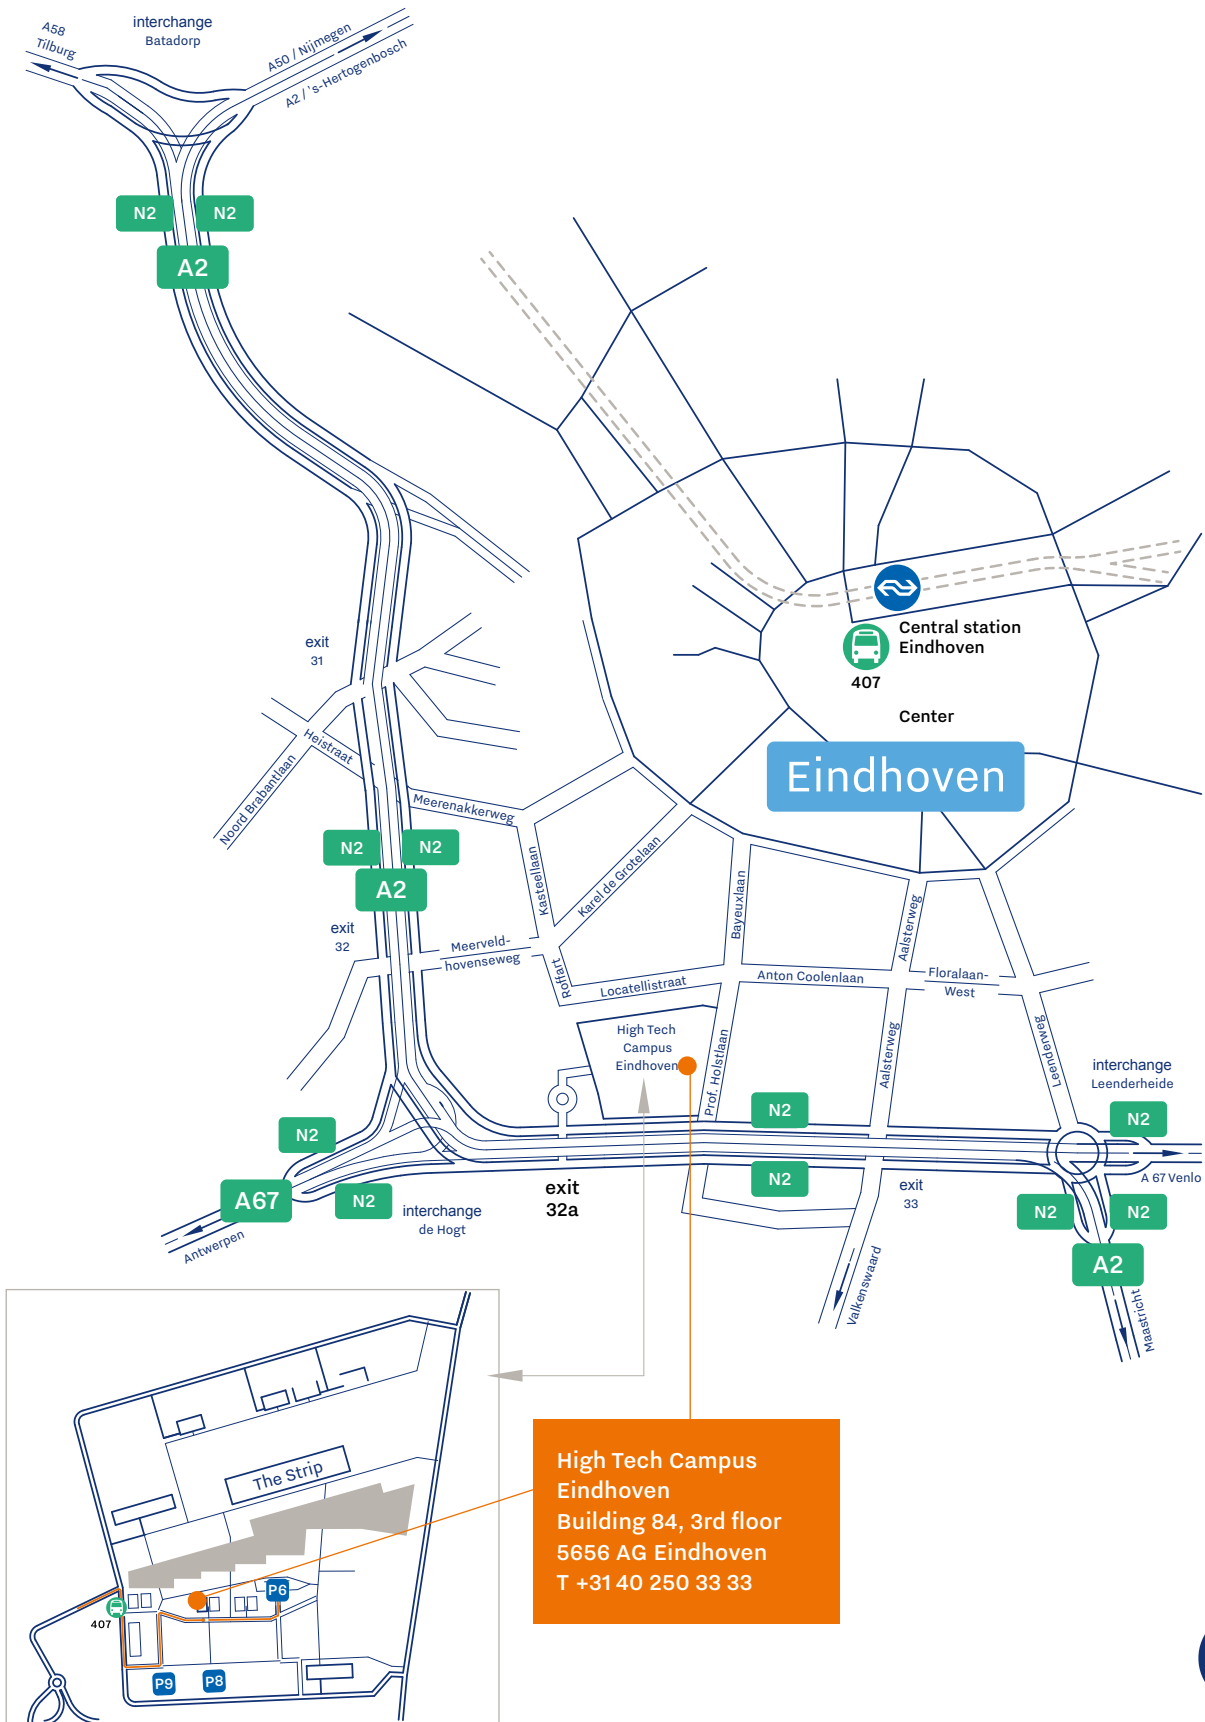 interchange
Batadorp
A58
Tilburg
A50 / Nijmegen
A2 / 's-Hertogenbosch
N2
N2
A2
Central station
Eindhoven
407
Center
Eindhoven
exit
31
Heistraat
Noord Brabantlaan
Meerenakkerweg
N2
N2
A2
Kasteellaan
Karel de Grotelaan
Bayeuxlaan
Aalsterweg
exit
32
Meerveld-
hovenseweg
Roffart
Locatellistraat
Anton Coolenlaan
Floralaan-
West
High Tech
Campus
Eindhoven
Prof. Holstlaan
Aalsterweg
Leenderweg
interchange
Leenderheide
N2
N2
N2
N2
A67
N2
Antwerpen
interchange
de Hogt
exit
32a
exit
33
A 67 Venlo
N2
N2
A2
Valkenswaard
Maastricht
The Strip
High Tech Campus
Eindhoven
Building 84, 3rd floor
5656 AG Eindhoven
T +31 40 250 33 33
P6
407
P9
P8